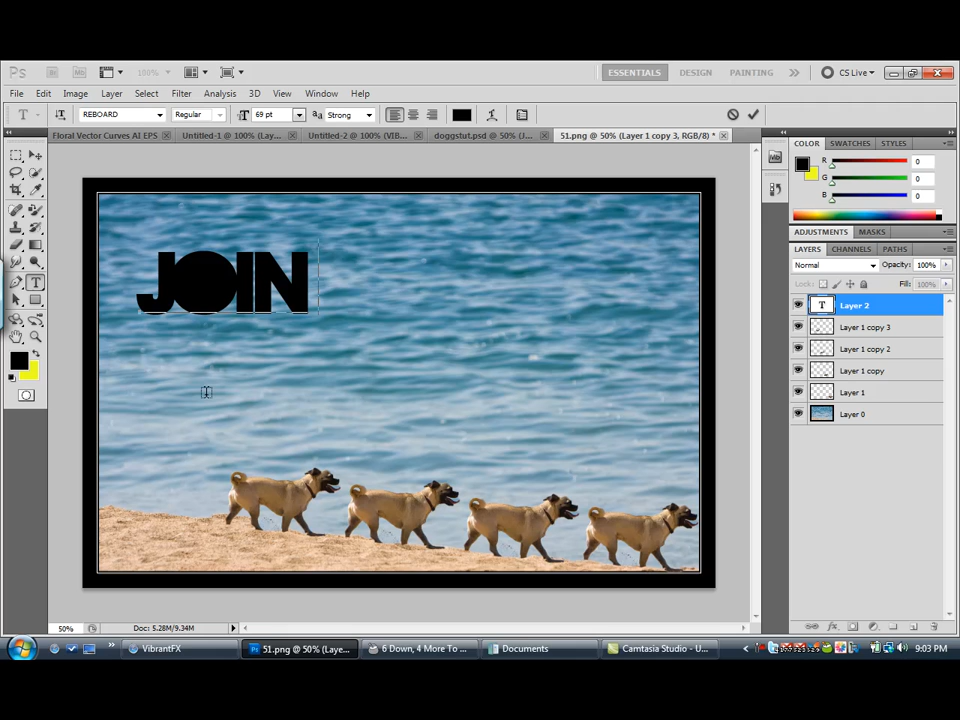 Ps Br Mb 100% ESSENTIALS DESIGN PAINTING CS Live
File Edit Image Layer Select Filter Analysis 3D View Window Help
T REBOARD Regular 69 pt Strong
Floral Vector Curves AI EPS Untitled-1 @ 100% (Lay... Untitled-2 @ 100% (VIB... doggstut.psd @ 50% (J... 51.png @ 50% (Layer 1 copy 3, RGB/8) *
COLOR SWATCHES STYLES
R 0
G 0
B 0
ADJUSTMENTS MASKS
LAYERS CHANNELS PATHS
Normal Opacity: 100%
Lock: Fill: 100%
JOIN
T Layer 2
Layer 1 copy 3
Layer 1 copy 2
Layer 1 copy
Layer 1
Layer 0
50% Doc: 5.28M/9.34M
VibrantFX 51.png @ 50% (Laye... 6 Down, 4 More To ... Documents Camtasia Studio - U... 9:03 PM